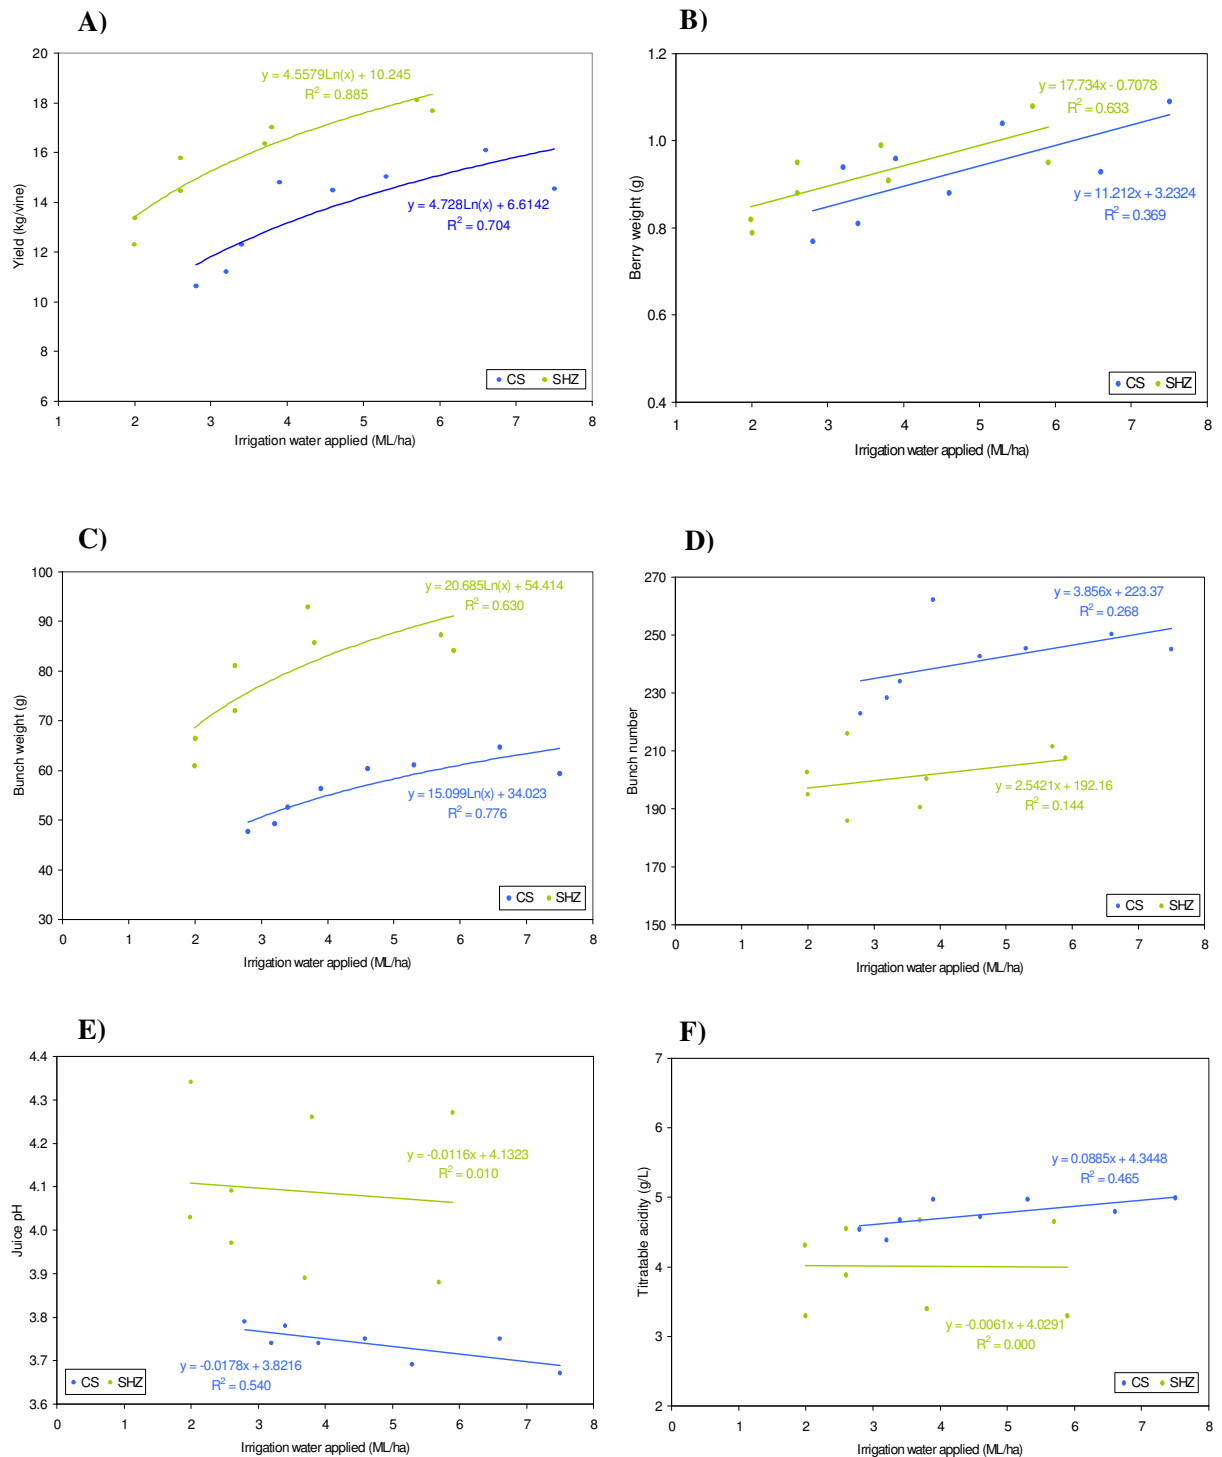 A)
20
18
16
14
12
10
8
6
Yield (kg/vine)
y = 4.5579Ln(x) + 10.245
R² = 0.885
y = 4.728Ln(x) + 6.6142
R² = 0.704
CS SHZ
1 2 3 4 5 6 7 8
Irrigation water applied (ML/ha)
B)
1.2
1.0
0.8
0.6
0.4
Berry weight (g)
y = 17.734x - 0.7078
R² = 0.633
y = 11.212x + 3.2324
R² = 0.369
CS SHZ
1 2 3 4 5 6 7 8
Irrigation water applied (ML/ha)
C)
100
90
80
70
60
50
40
30
Bunch weight (g)
y = 20.685Ln(x) + 54.414
R² = 0.630
y = 15.099Ln(x) + 34.023
R² = 0.776
CS SHZ
0 1 2 3 4 5 6 7 8
Irrigation water applied (ML/ha)
D)
270
250
230
210
190
170
150
Bunch number
y = 3.856x + 223.37
R² = 0.268
y = 2.5421x + 192.16
R² = 0.144
CS SHZ
0 1 2 3 4 5 6 7 8
Irrigation water applied (ML/ha)
E)
4.4
4.3
4.2
4.1
4.0
3.9
3.8
3.7
3.6
Juice pH
y = -0.0116x + 4.1323
R² = 0.010
y = -0.0178x + 3.8216
R² = 0.540
CS SHZ
0 1 2 3 4 5 6 7 8
Irrigation water applied (ML/ha)
F)
7
6
5
4
3
2
Titratable acidity (g/L)
y = 0.0885x + 4.3448
R² = 0.465
y = -0.0061x + 4.0291
R² = 0.000
CS SHZ
0 1 2 3 4 5 6 7 8
Irrigation water applied (ML/ha)